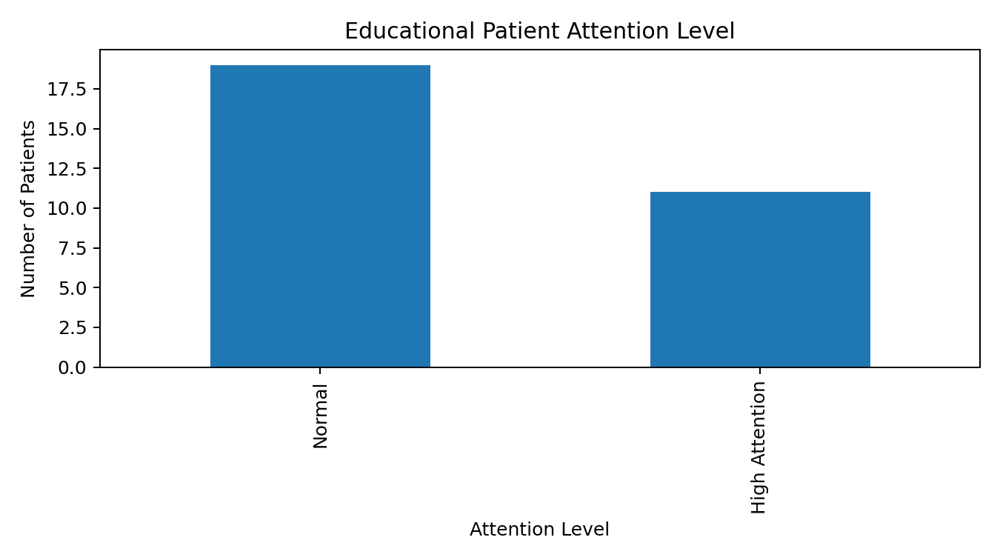 Educational Patient Attention Level
Number of Patients
17.5
15.0
12.5
10.0
7.5
5.0
2.5
0.0
Normal
High Attention
Attention Level